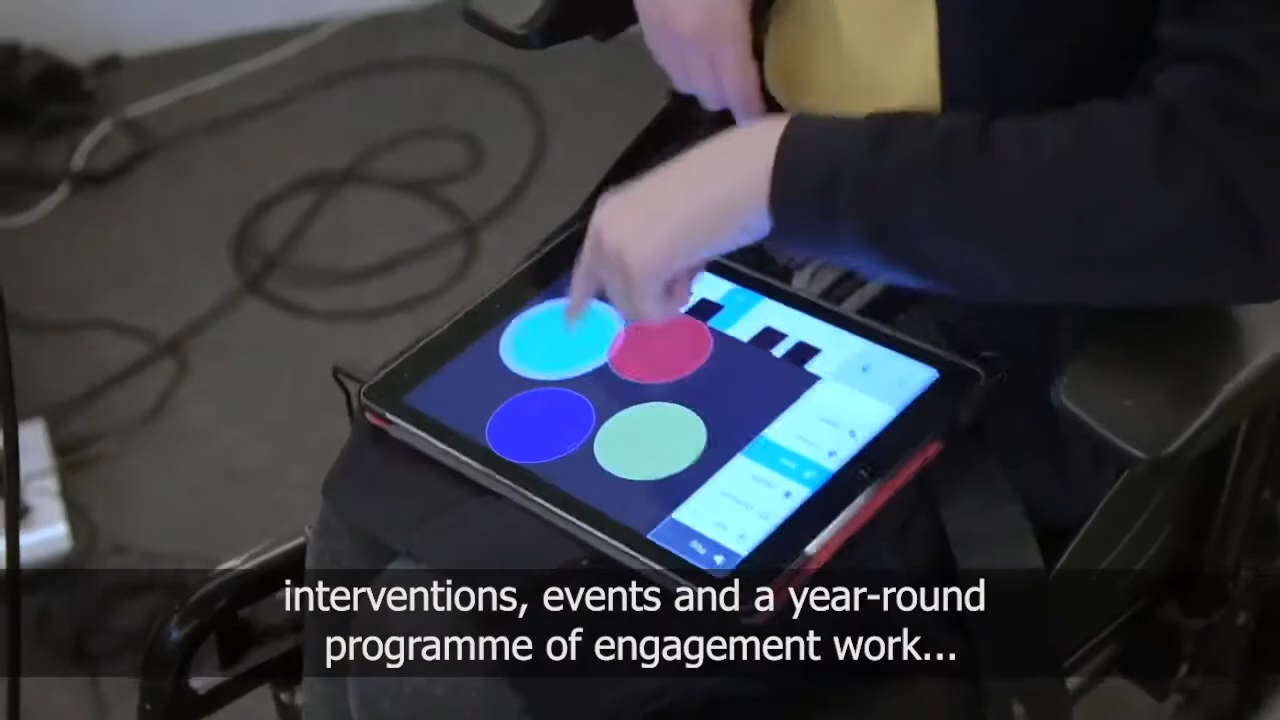 interventions, events and a year-round
programme of engagement work...